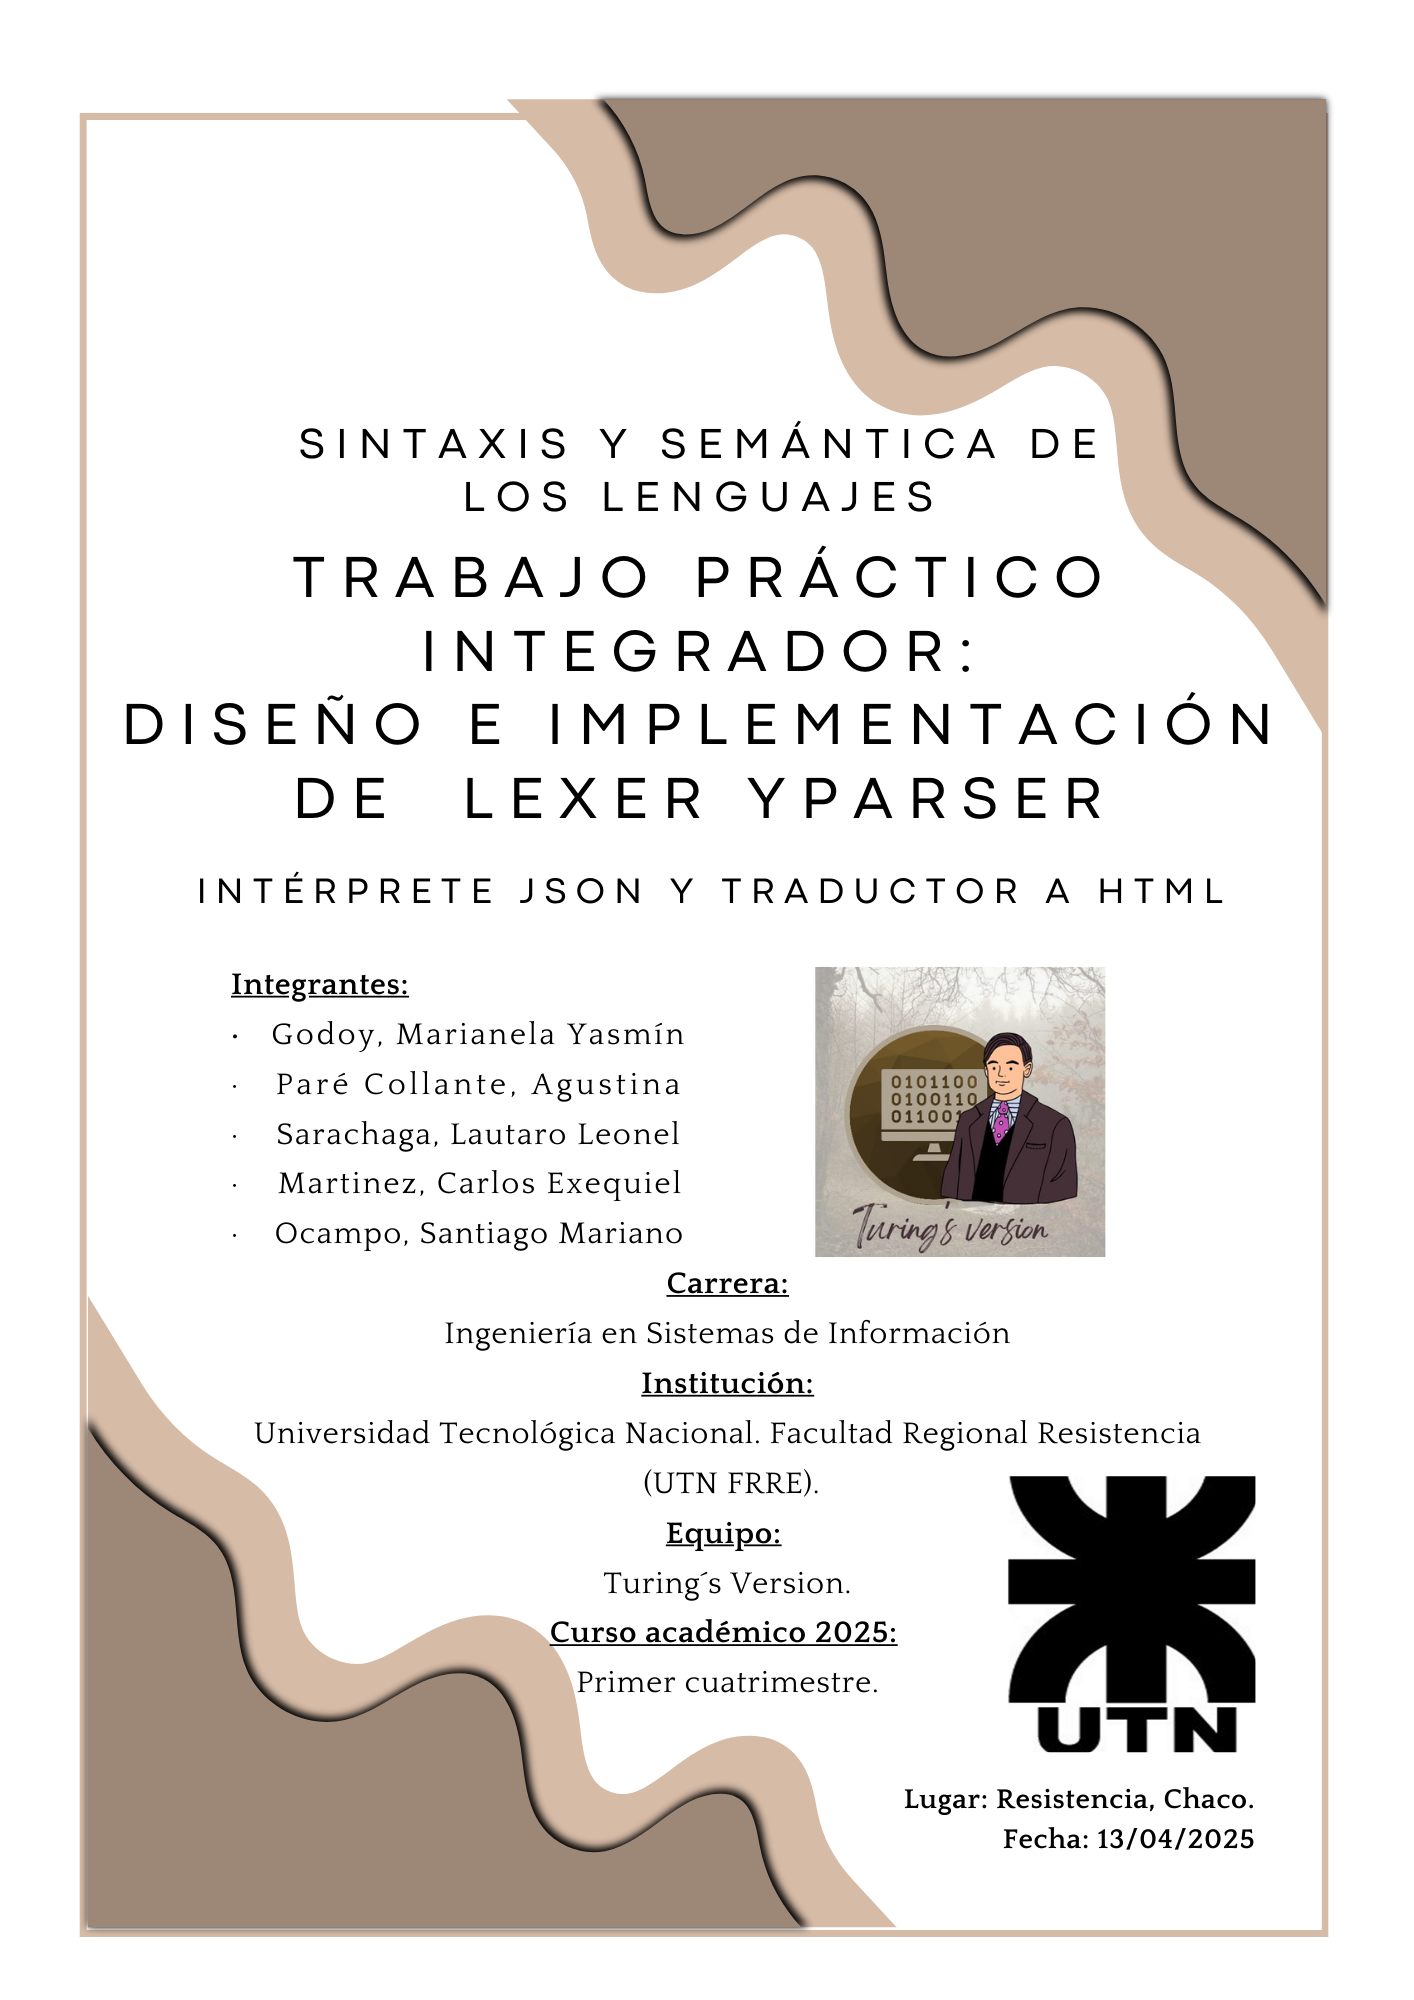 SINTAXIS Y SEMÁNTICA DE
LOS LENGUAJES
TRABAJO PRÁCTICO
INTEGRADOR:
DISEÑO E IMPLEMENTACIÓN
DE LEXER YPARSER
INTÉRPRETE JSON Y TRADUCTOR A HTML
Integrantes:
· Godoy, Marianela Yasmín
· Paré Collante, Agustina
· Sarachaga, Lautaro Leonel
· Martinez, Carlos Exequiel
· Ocampo, Santiago Mariano
0101100
0100110
011001
Turing's version
Carrera:
Ingeniería en Sistemas de Información
Institución:
Universidad Tecnológica Nacional. Facultad Regional Resistencia
(UTN FRRE).
Equipo:
Turing´s Version.
Curso académico 2025:
Primer cuatrimestre.
UTN
Lugar: Resistencia, Chaco.
Fecha: 13/04/2025